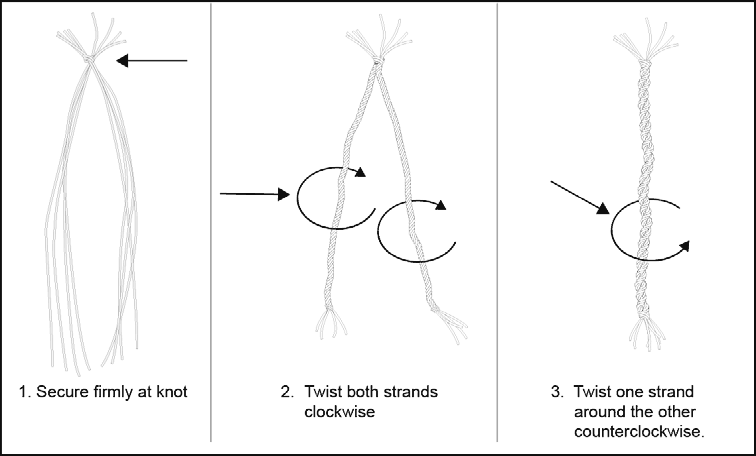 1. Secure firmly at knot
2. Twist both strands
clockwise
3. Twist one strand
around the other
counterclockwise.